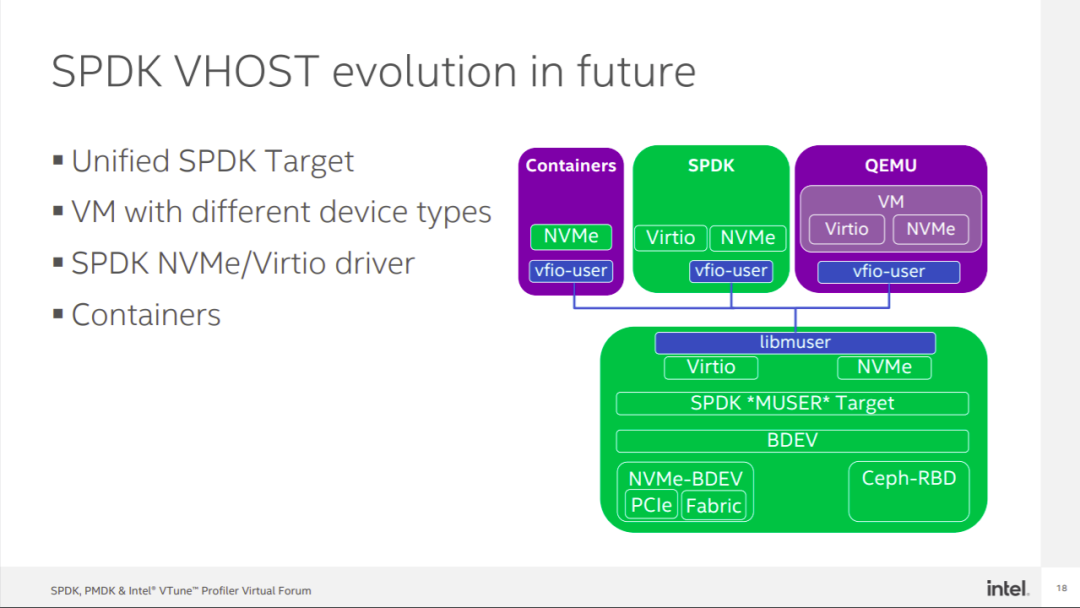 SPDK VHOST evolution in future
▪ Unified SPDK Target
▪ VM with different device types
▪ SPDK NVMe/Virtio driver
▪ Containers
Containers
NVMe
vfio-user
SPDK
Virtio NVMe
vfio-user
QEMU
VM
Virtio NVMe
vfio-user
libmuser
Virtio NVMe
SPDK *MUSER* Target
BDEV
NVMe-BDEV
PCIe Fabric
Ceph-RBD
SPDK, PMDK & Intel® VTune™ Profiler Virtual Forum
intel.
18